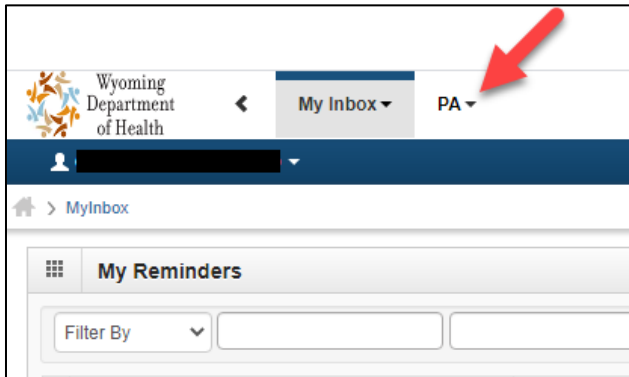 Wyoming
Department
of Health
My Inbox
PA
MyInbox
My Reminders
Filter By